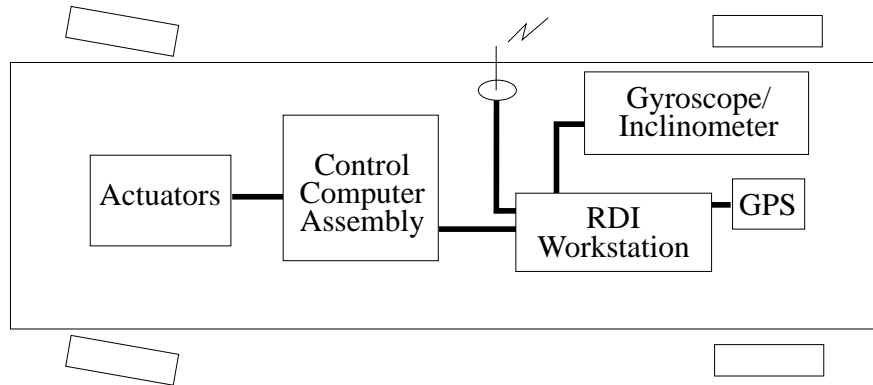 Gyroscope/
Inclinometer
Control
Computer
Assembly
Actuators
GPS
RDI
Workstation